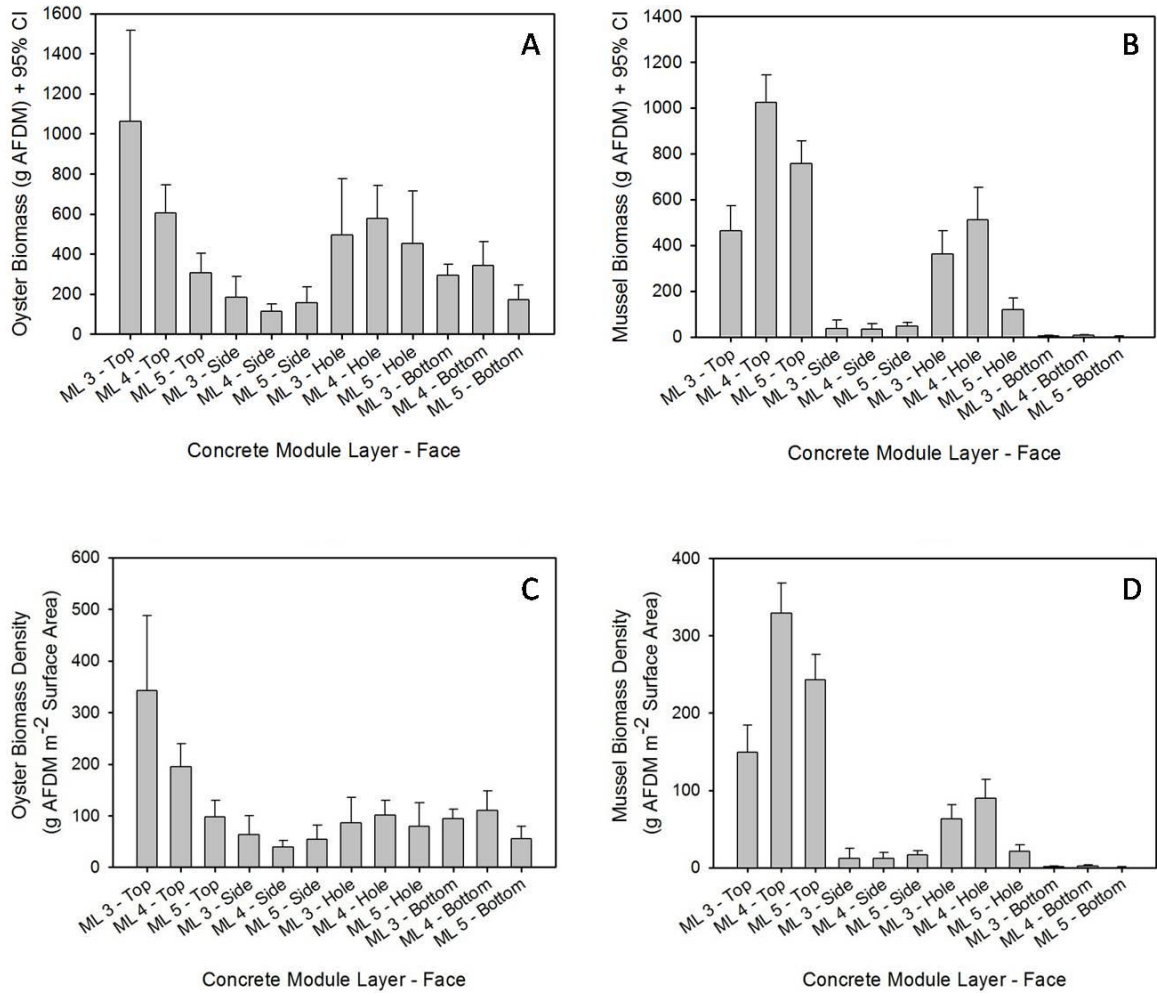 A
Oyster Biomass (g AFDM) + 95% CI
1600
1400
1200
1000
800
600
400
200
0
ML 3 - Top
ML 4 - Top
ML 5 - Top
ML 3 - Side
ML 4 - Side
ML 5 - Side
ML 3 - Hole
ML 4 - Hole
ML 5 - Hole
ML 3 - Bottom
ML 4 - Bottom
ML 5 - Bottom
Concrete Module Layer - Face
B
Mussel Biomass (g AFDM) + 95% CI
1400
1200
1000
800
600
400
200
0
ML 3 - Top
ML 4 - Top
ML 5 - Top
ML 3 - Side
ML 4 - Side
ML 5 - Side
ML 3 - Hole
ML 4 - Hole
ML 5 - Hole
ML 3 - Bottom
ML 4 - Bottom
ML 5 - Bottom
Concrete Module Layer - Face
C
Oyster Biomass Density
(g AFDM m⁻² Surface Area)
600
500
400
300
200
100
0
ML 3 - Top
ML 4 - Top
ML 5 - Top
ML 3 - Side
ML 4 - Side
ML 5 - Side
ML 3 - Hole
ML 4 - Hole
ML 5 - Hole
ML 3 - Bottom
ML 4 - Bottom
ML 5 - Bottom
Concrete Module Layer - Face
D
Mussel Biomass Density
(g AFDM m⁻² Surface Area)
400
300
200
100
0
ML 3 - Top
ML 4 - Top
ML 5 - Top
ML 3 - Side
ML 4 - Side
ML 5 - Side
ML 3 - Hole
ML 4 - Hole
ML 5 - Hole
ML 3 - Bottom
ML 4 - Bottom
ML 5 - Bottom
Concrete Module Layer - Face